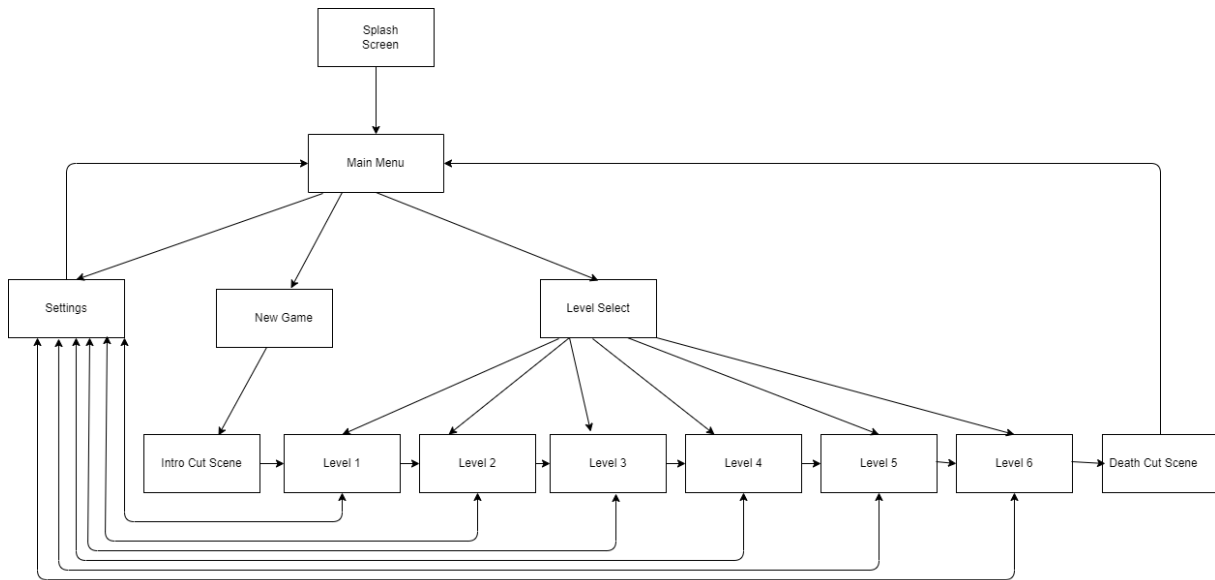 Splash
Screen
Main Menu
Settings
New Game
Level Select
Intro Cut Scene
Level 1
Level 2
Level 3
Level 4
Level 5
Level 6
Death Cut Scene